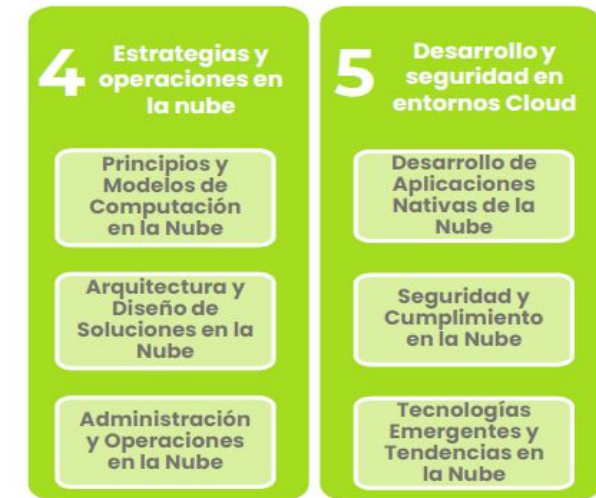 4
Estrategias y
operaciones en
la nube
Principios y
Modelos de
Computación
en la Nube
Arquitectura y
Diseño de
Soluciones en la
Nube
Administración
y Operaciones
en la Nube
5
Desarrollo y
seguridad en
entornos Cloud
Desarrollo de
Aplicaciones
Nativas de la
Nube
Seguridad y
Cumplimiento
en la Nube
Tecnologías
Emergentes y
Tendencias en
la Nube